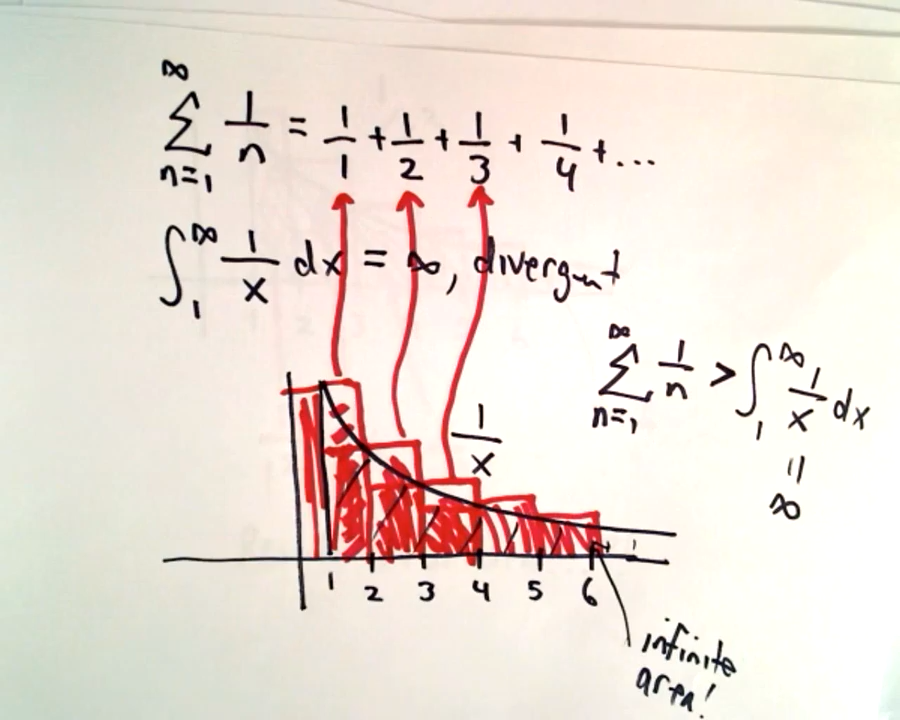 ∞
∑ 1/n = 1/1 + 1/2 + 1/3 + 1/4 + ...
n=1
∫₁^∞ 1/x dx = ∞, divergent
∞
∑ 1/n > ∫₁^∞ 1/x dx
n=1
=
∞
1/x
1 2 3 4 5 6
infinite
area!